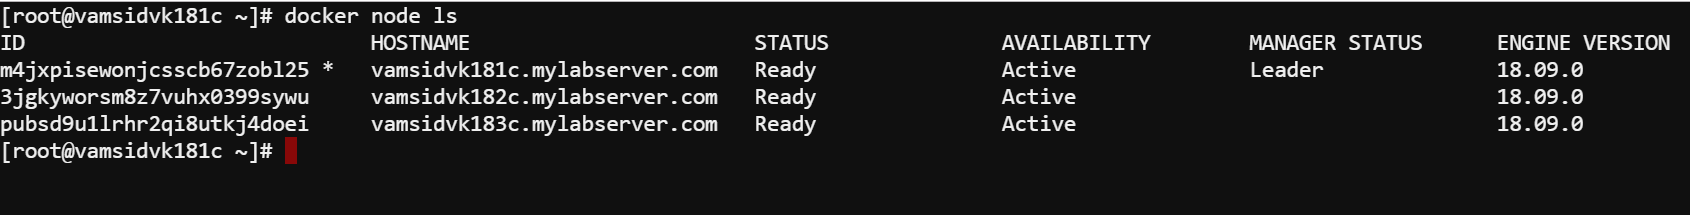 [root@vamsidvk181c ~]# docker node ls
ID HOSTNAME STATUS AVAILABILITY MANAGER STATUS ENGINE VERSION
m4jxpisewonjcsscb67zobl25 * vamsidvk181c.mylabserver.com Ready Active Leader 18.09.0
3jgkyworsm8z7vuhx0399sywu vamsidvk182c.mylabserver.com Ready Active 18.09.0
pubsd9u1lrhr2qi8utkj4doei vamsidvk183c.mylabserver.com Ready Active 18.09.0
[root@vamsidvk181c ~]#